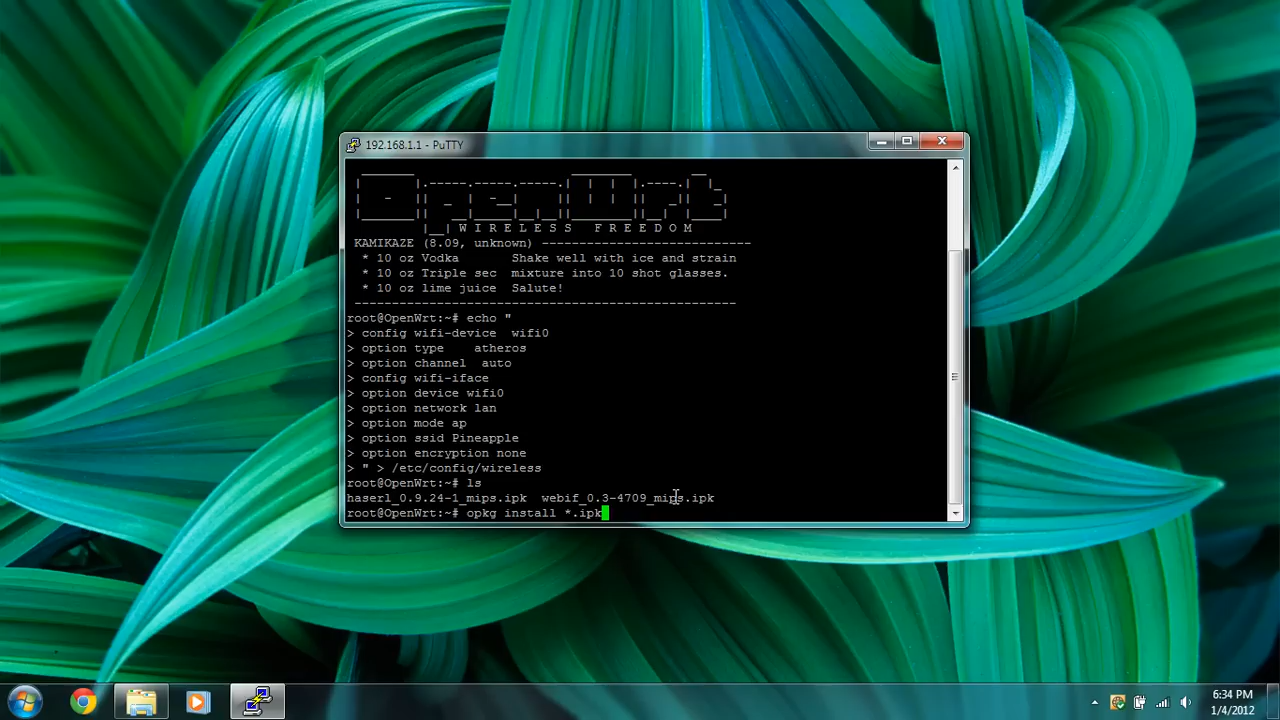 192.168.1.1 - PuTTY
OpenWrt
|__| W I R E L E S S   F R E E D O M
KAMIKAZE (8.09, unknown) ----------------------------
* 10 oz Vodka       Shake well with ice and strain
* 10 oz Triple sec  mixture into 10 shot glasses.
* 10 oz lime juice  Salute!
---------------------------------------------------
root@OpenWrt:~# echo "
> config wifi-device  wifi0
> option type    atheros
> option channel  auto
> config wifi-iface
> option device wifi0
> option network lan
> option mode ap
> option ssid Pineapple
> option encryption none
> " > /etc/config/wireless
root@OpenWrt:~# ls
haserl_0.9.24-1_mips.ipk  webif_0.3-4709_mips.ipk
root@OpenWrt:~# opkg install *.ipk
6:34 PM
1/4/2012